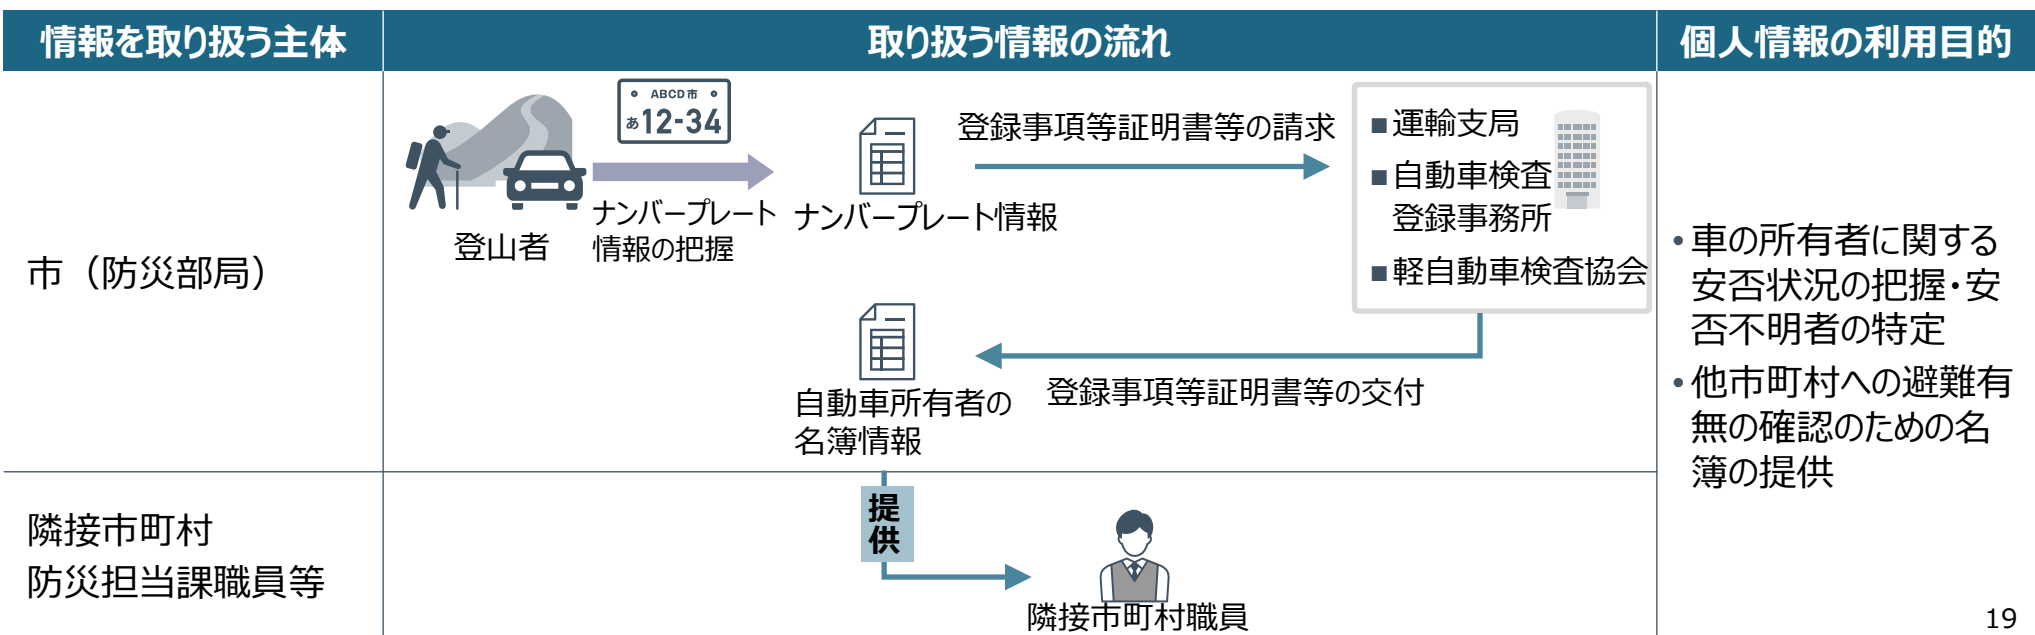 情報を取り扱う主体
取り扱う情報の流れ
個人情報の利用目的
市（防災部局）
ABCD市
あ12-34
登山者
ナンバープレート
情報の把握
ナンバープレート情報
登録事項等証明書等の請求
■運輸支局
■自動車検査
登録事務所
■軽自動車検査協会
登録事項等証明書等の交付
自動車所有者の
名簿情報
•車の所有者に関する
安否状況の把握・安
否不明者の特定
•他市町村への避難有
無の確認のための名
簿の提供
隣接市町村
防災担当課職員等
提供
隣接市町村職員
19